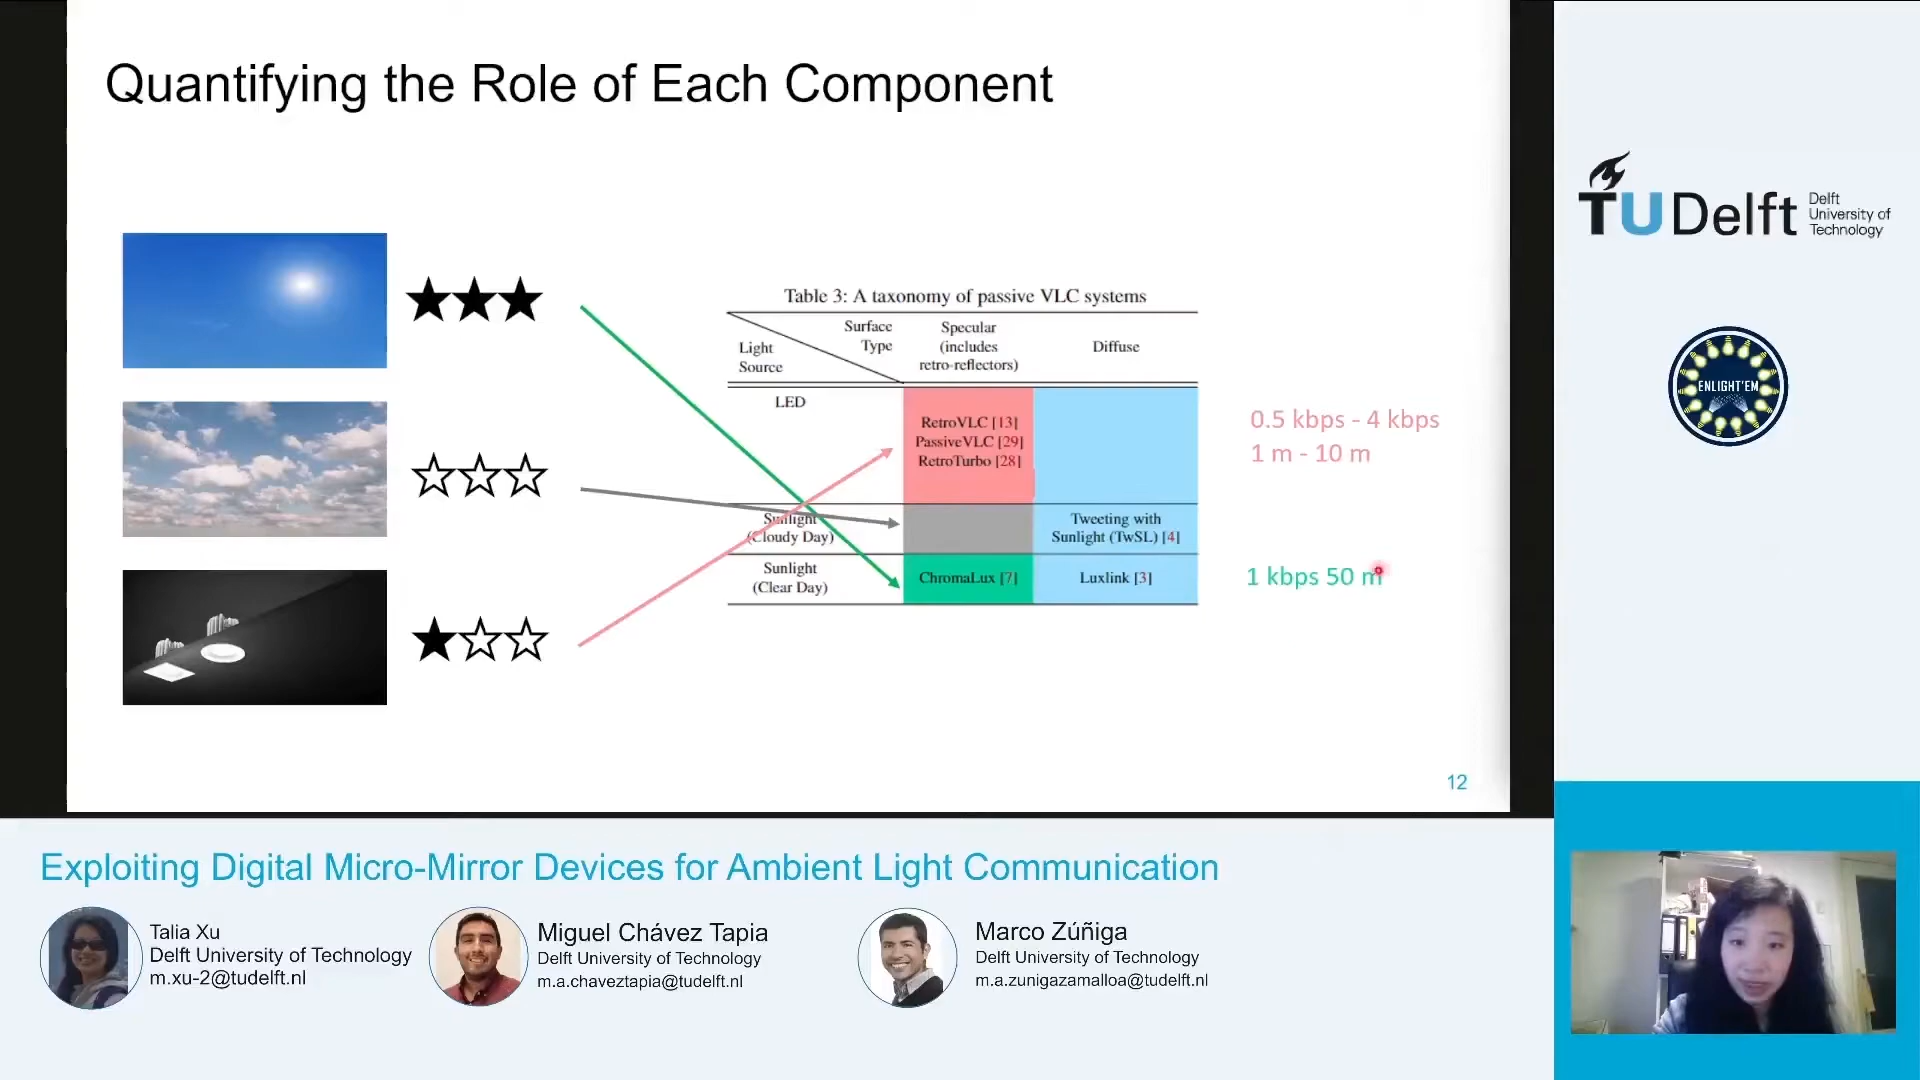 Quantifying the Role of Each Component
Table 3: A taxonomy of passive VLC systems
Surface
Type
Light
Source
Specular
(includes
retro-reflectors)
Diffuse
LED
RetroVLC [13]
PassiveVLC [29]
RetroTurbo [28]
Sunlight
(Cloudy Day)
Tweeting with
Sunlight (TwSL) [4]
Sunlight
(Clear Day)
ChromaLux [7]
Luxlink [3]
0.5 kbps - 4 kbps
1 m - 10 m
1 kbps 50 m
12
TUDelft
Delft
University of
Technology
ENLIGHT'EM
Exploiting Digital Micro-Mirror Devices for Ambient Light Communication
Talia Xu
Delft University of Technology
m.xu-2@tudelft.nl
Miguel Chávez Tapia
Delft University of Technology
m.a.chaveztapia@tudelft.nl
Marco Zúñiga
Delft University of Technology
m.a.zunigazamalloa@tudelft.nl